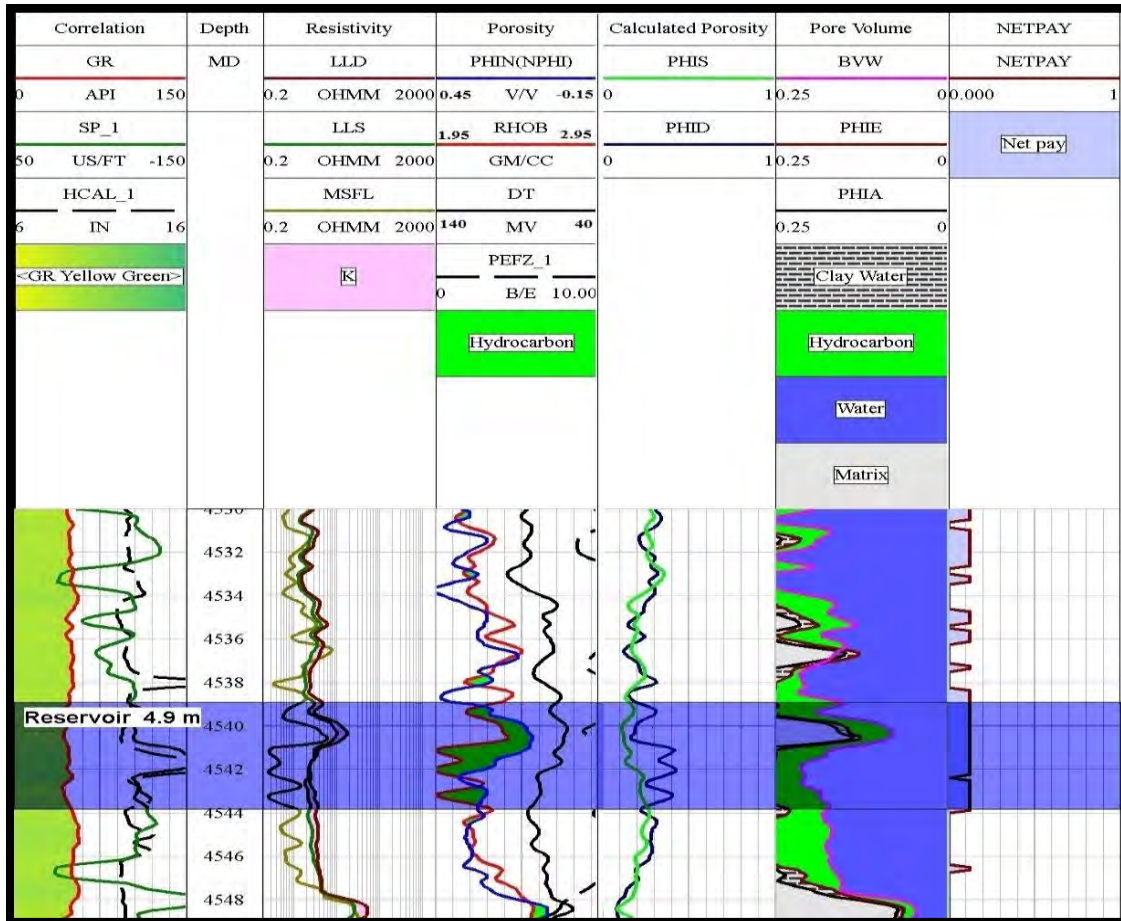 Correlation Depth Resistivity Porosity Calculated Porosity Pore Volume NETPAY
GR MD LLD PHIN(NPHI) PHIS BVW NETPAY
0 API 150 0.2 OHMM 2000 0.45 V/V -0.15 0 1 0.25 0 0.000 1
SP_1 LLS RHOB PHID PHIE Net pay
50 US/FT -150 0.2 OHMM 2000 1.95 2.95 GM/CC 0 1 0.25 0
HCAL_1 MSFL DT PHIA
6 IN 16 0.2 OHMM 2000 140 MV 40 0.25 0
<GR Yellow Green> K PEFZ_1 Clay Water
0 B/E 10.00
Hydrocarbon Hydrocarbon
Water
Matrix
4530
4532
4534
4536
4538
Reservoir 4.9 m 4540
4542
4544
4546
4548